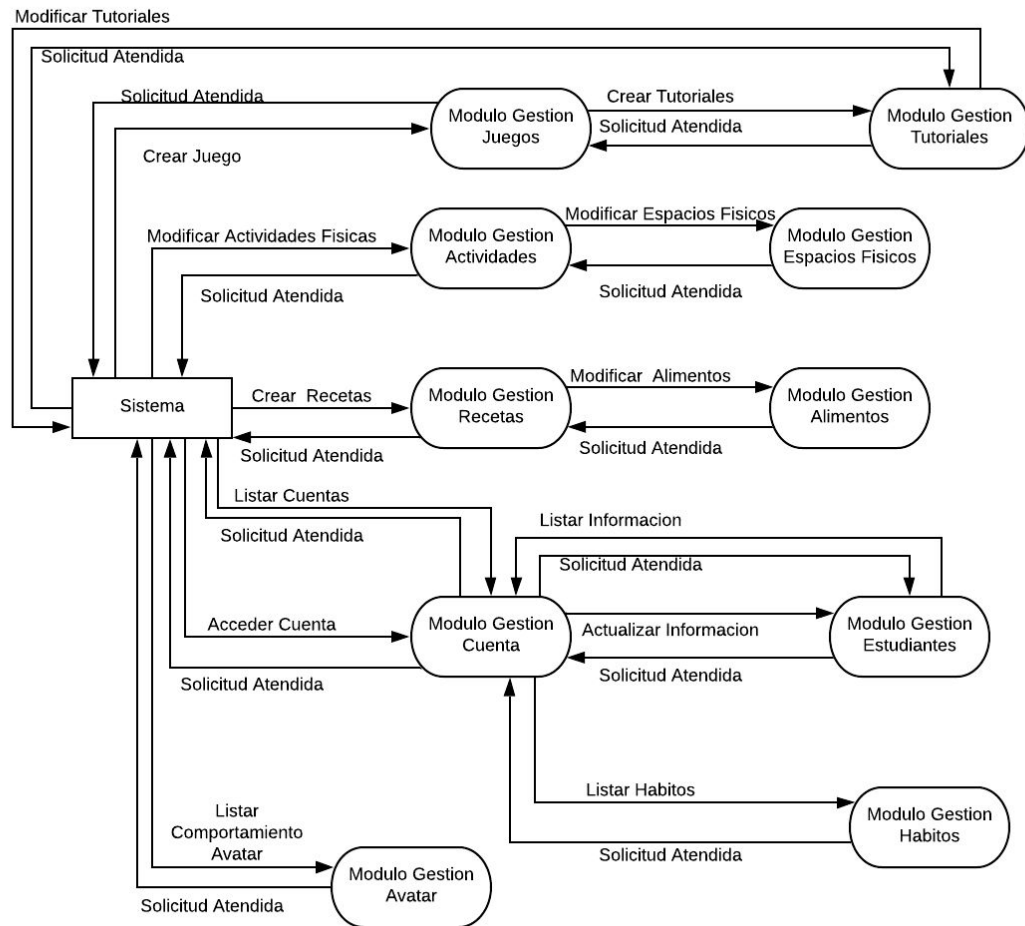 Modificar Tutoriales
Solicitud Atendida
Solicitud Atendida
Modulo Gestion
Juegos
Crear Tutoriales
Solicitud Atendida
Modulo Gestion
Tutoriales
Crear Juego
Modificar Actividades Fisicas
Modulo Gestion
Actividades
Modificar Espacios Fisicos
Modulo Gestion
Espacios Fisicos
Solicitud Atendida
Solicitud Atendida
Sistema
Crear Recetas
Modulo Gestion
Recetas
Modificar Alimentos
Modulo Gestion
Alimentos
Solicitud Atendida
Solicitud Atendida
Listar Cuentas
Solicitud Atendida
Listar Informacion
Solicitud Atendida
Acceder Cuenta
Modulo Gestion
Cuenta
Actualizar Informacion
Modulo Gestion
Estudiantes
Solicitud Atendida
Solicitud Atendida
Listar Habitos
Modulo Gestion
Habitos
Solicitud Atendida
Listar
Comportamiento
Avatar
Modulo Gestion
Avatar
Solicitud Atendida